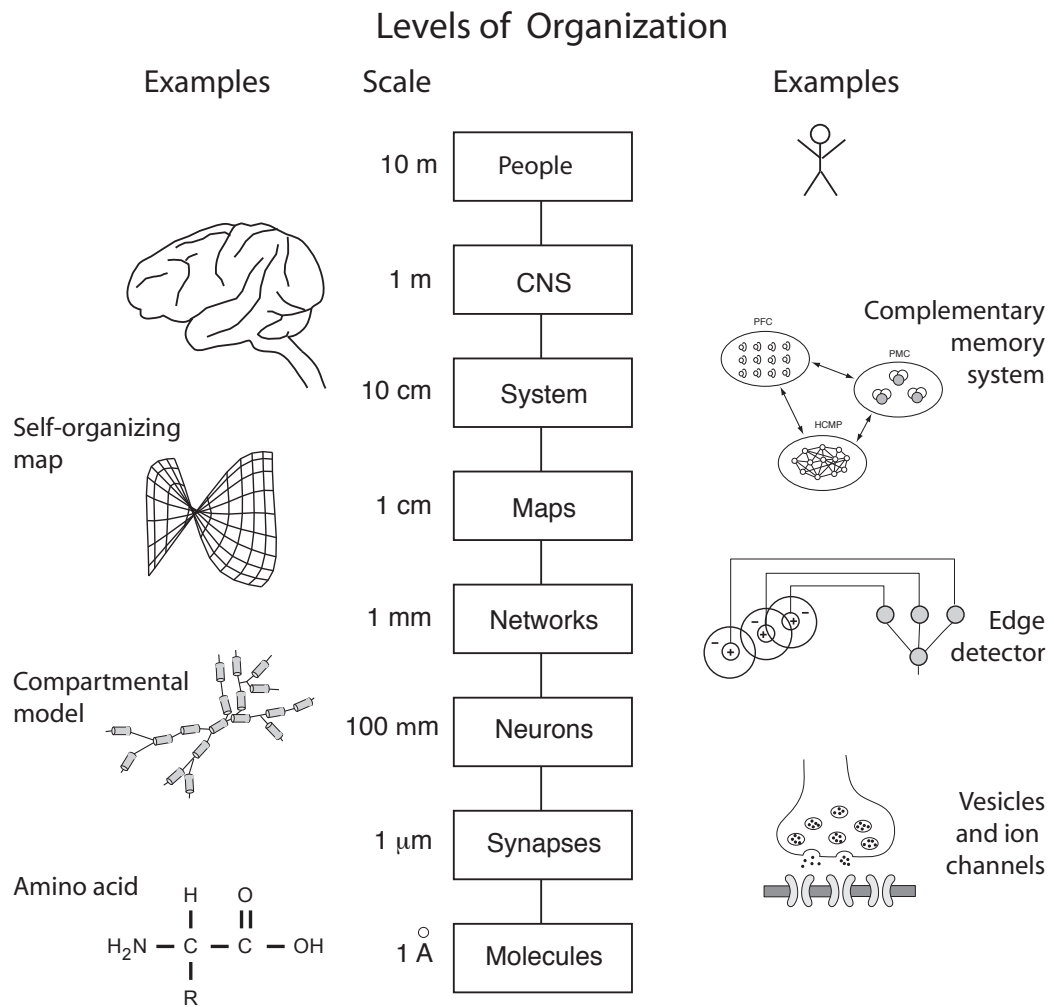 Levels of Organization
Examples
Scale
Examples
10 m
People
1 m
CNS
Complementary
memory
system
PFC
PMC
HCMP
10 cm
System
Self-organizing
map
1 cm
Maps
− +
− +
+ −
Edge
detector
1 mm
Networks
Compartmental
model
100 mm
Neurons
Vesicles
and ion
channels
1 μm
Synapses
Amino acid
H O
H₂N C C OH
R
1 Å
Molecules